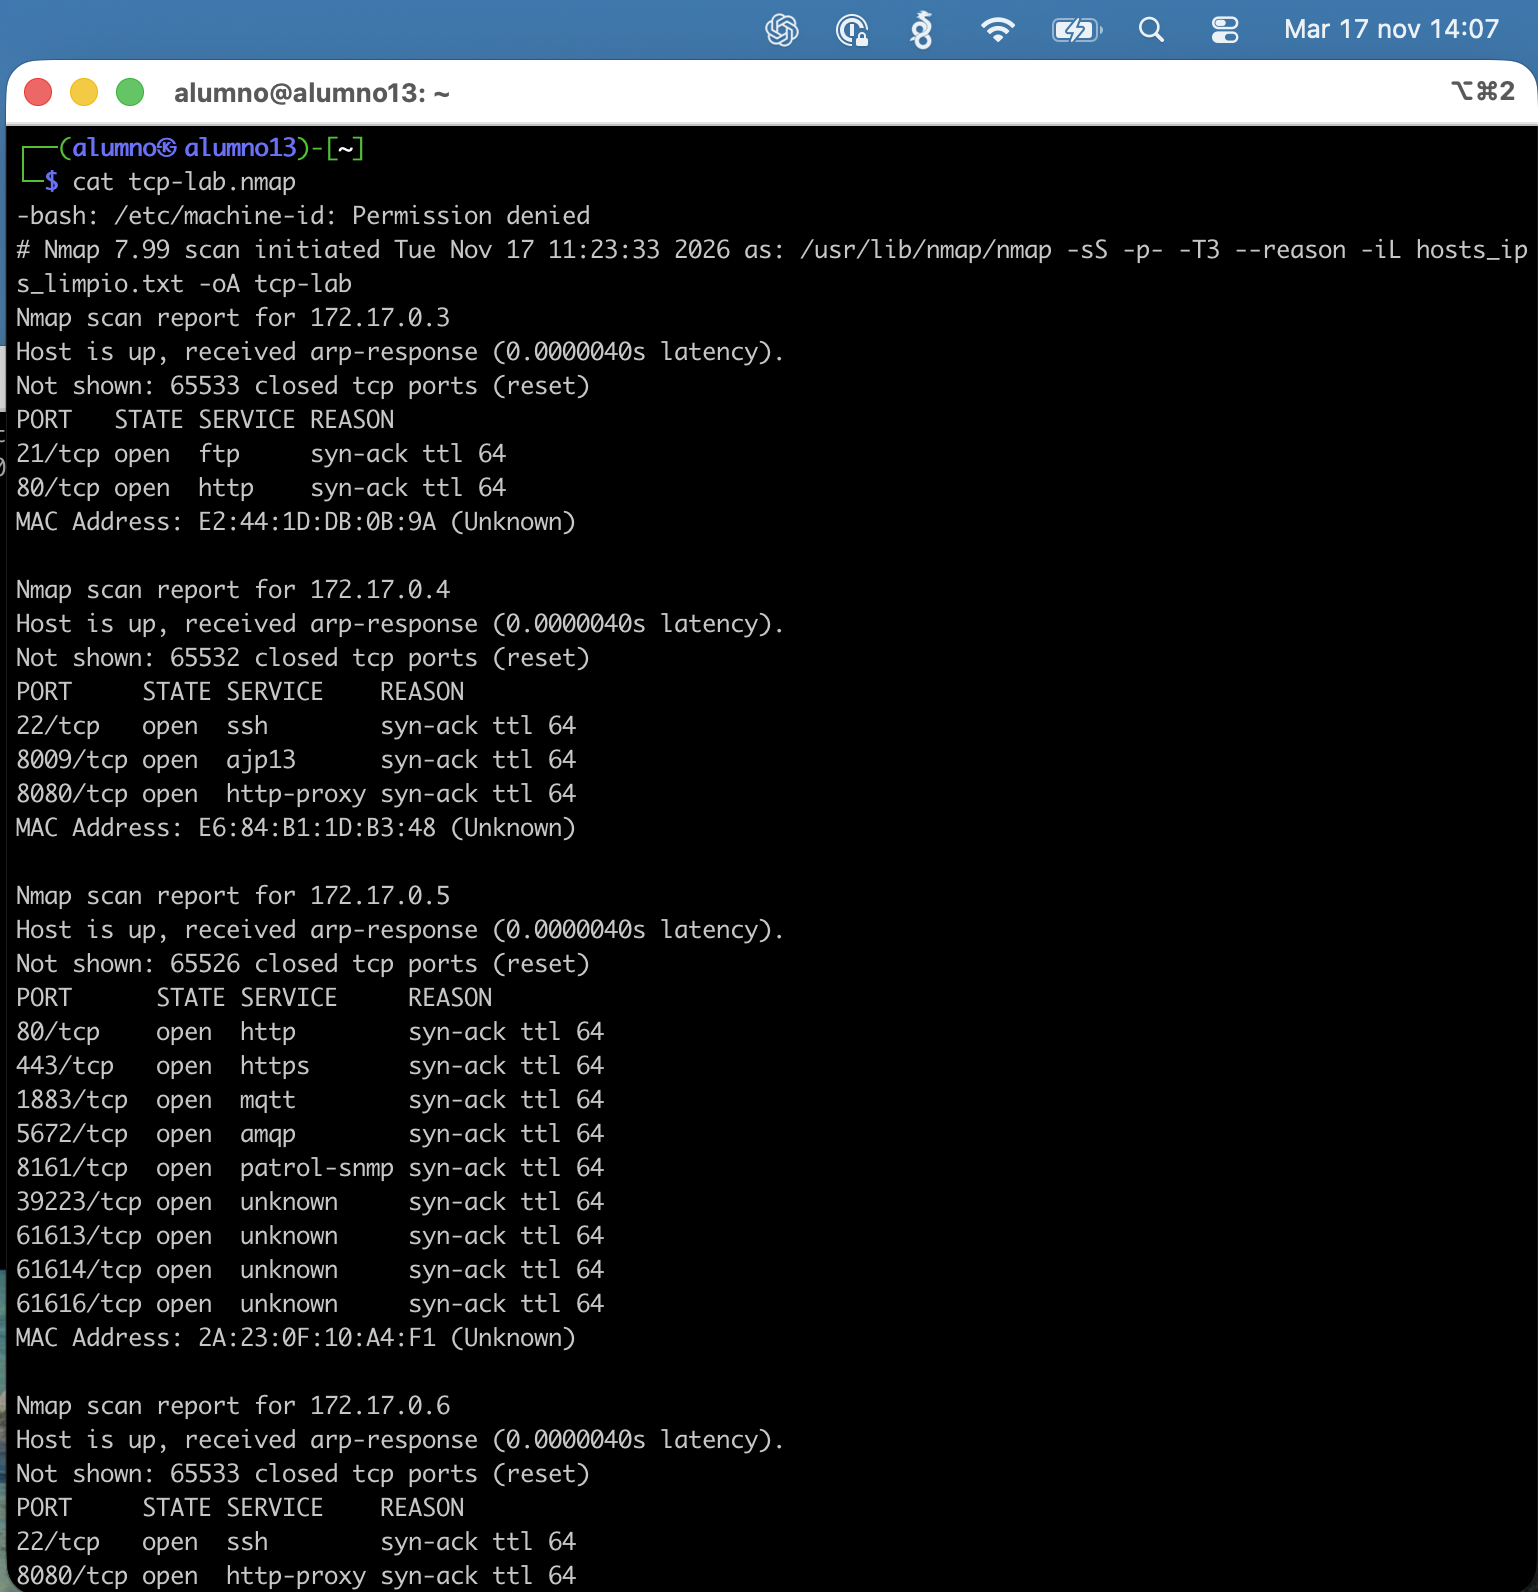 Mar 17 nov 14:07
alumno@alumno13: ~
⌥⌘2
┌──(alumno㉿alumno13)-[~]
└─$ cat tcp-lab.nmap
-bash: /etc/machine-id: Permission denied
# Nmap 7.99 scan initiated Tue Nov 17 11:23:33 2026 as: /usr/lib/nmap/nmap -sS -p- -T3 --reason -iL hosts_ip
s_limpio.txt -oA tcp-lab
Nmap scan report for 172.17.0.3
Host is up, received arp-response (0.0000040s latency).
Not shown: 65533 closed tcp ports (reset)
PORT   STATE SERVICE REASON
21/tcp open  ftp     syn-ack ttl 64
80/tcp open  http    syn-ack ttl 64
MAC Address: E2:44:1D:DB:0B:9A (Unknown)

Nmap scan report for 172.17.0.4
Host is up, received arp-response (0.0000040s latency).
Not shown: 65532 closed tcp ports (reset)
PORT     STATE SERVICE    REASON
22/tcp   open  ssh        syn-ack ttl 64
8009/tcp open  ajp13      syn-ack ttl 64
8080/tcp open  http-proxy syn-ack ttl 64
MAC Address: E6:84:B1:1D:B3:48 (Unknown)

Nmap scan report for 172.17.0.5
Host is up, received arp-response (0.0000040s latency).
Not shown: 65526 closed tcp ports (reset)
PORT      STATE SERVICE     REASON
80/tcp    open  http        syn-ack ttl 64
443/tcp   open  https       syn-ack ttl 64
1883/tcp  open  mqtt        syn-ack ttl 64
5672/tcp  open  amqp        syn-ack ttl 64
8161/tcp  open  patrol-snmp syn-ack ttl 64
39223/tcp open  unknown     syn-ack ttl 64
61613/tcp open  unknown     syn-ack ttl 64
61614/tcp open  unknown     syn-ack ttl 64
61616/tcp open  unknown     syn-ack ttl 64
MAC Address: 2A:23:0F:10:A4:F1 (Unknown)

Nmap scan report for 172.17.0.6
Host is up, received arp-response (0.0000040s latency).
Not shown: 65533 closed tcp ports (reset)
PORT     STATE SERVICE    REASON
22/tcp   open  ssh        syn-ack ttl 64
8080/tcp open  http-proxy syn-ack ttl 64